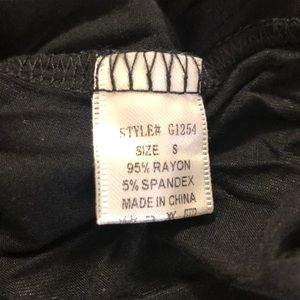 STYLE# G1254
SIZE S
95% RAYON
5% SPANDEX
MADE IN CHINA